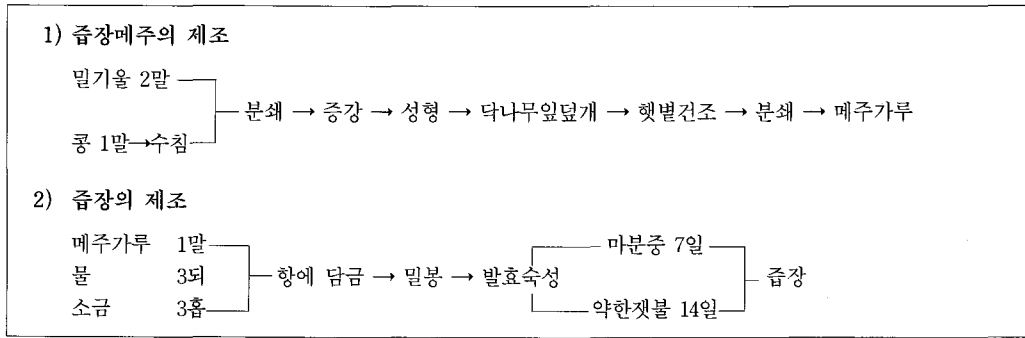 1) 즙장메주의 제조
밀기울 2말
분쇄 → 증강 → 성형 → 닥나무잎덮개 → 햇볕건조 → 분쇄 → 메주가루
콩 1말→수침
2) 즙장의 제조
메주가루 1말
마분중 7일
물 3되
항에 담금 → 밀봉 → 발효숙성
즙장
소금 3홉
약한잿불 14일